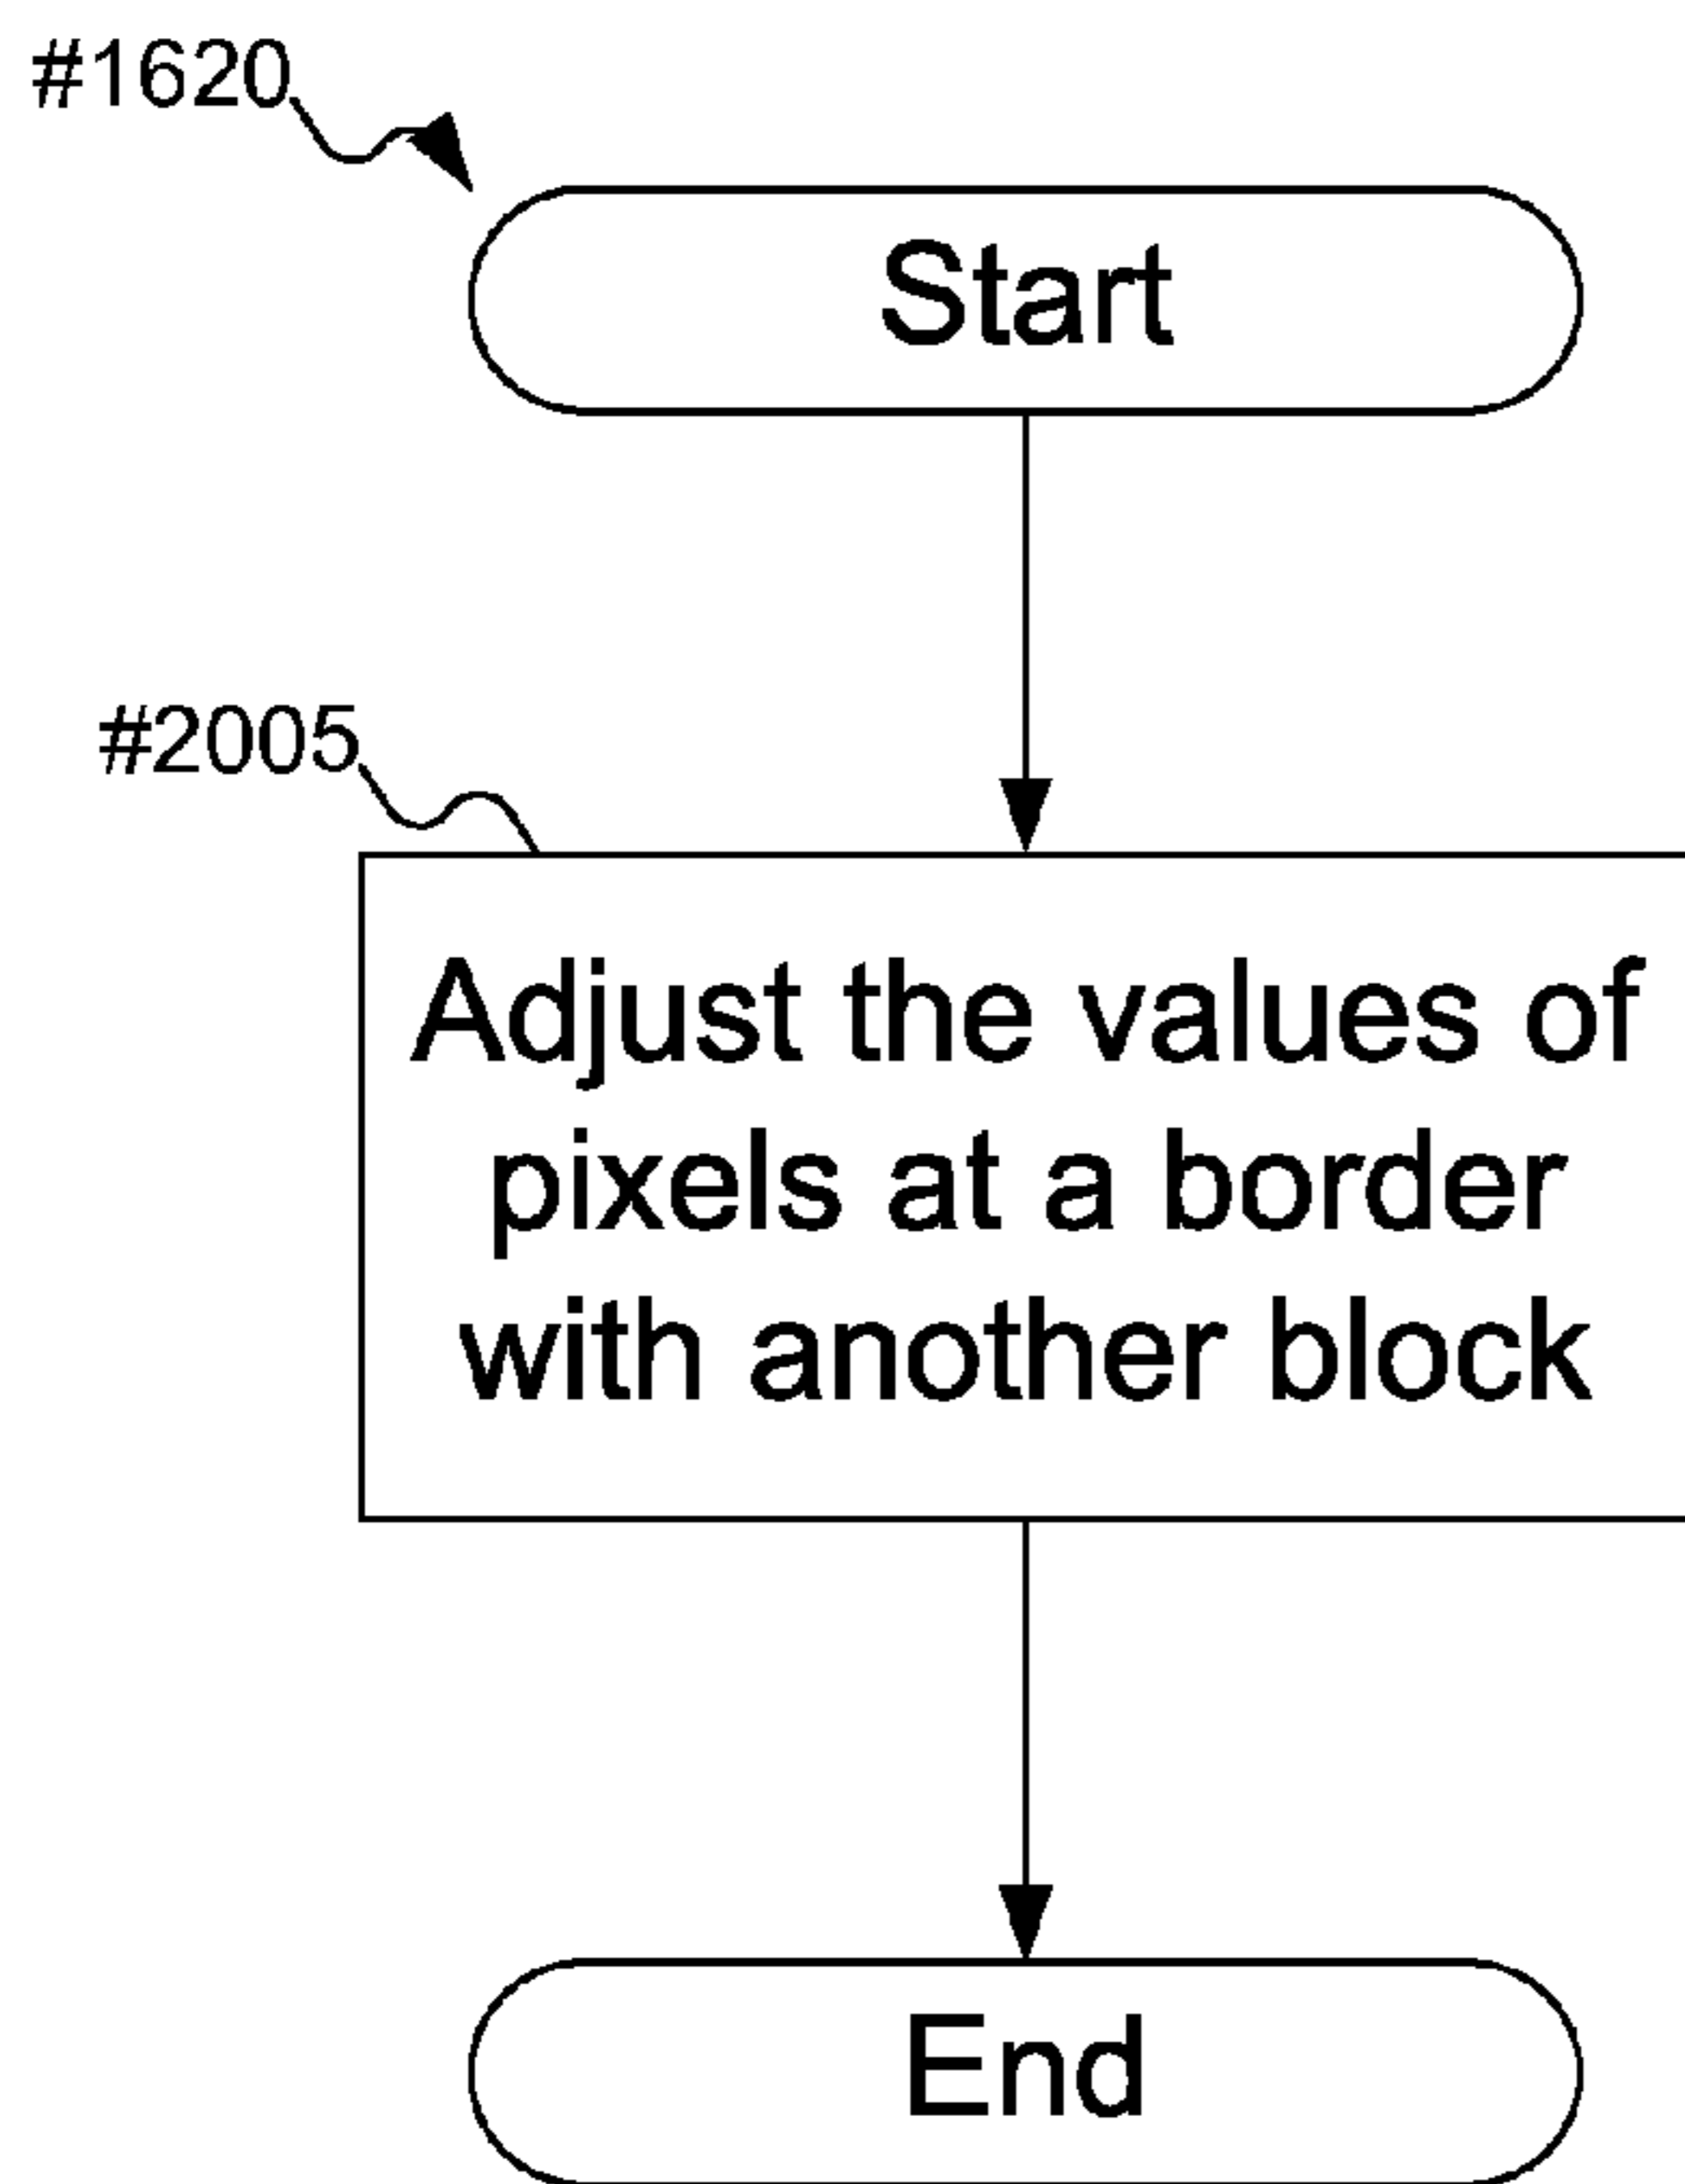 #1620
Start
#2005
Adjust the values of
pixels at a border
with another block
End